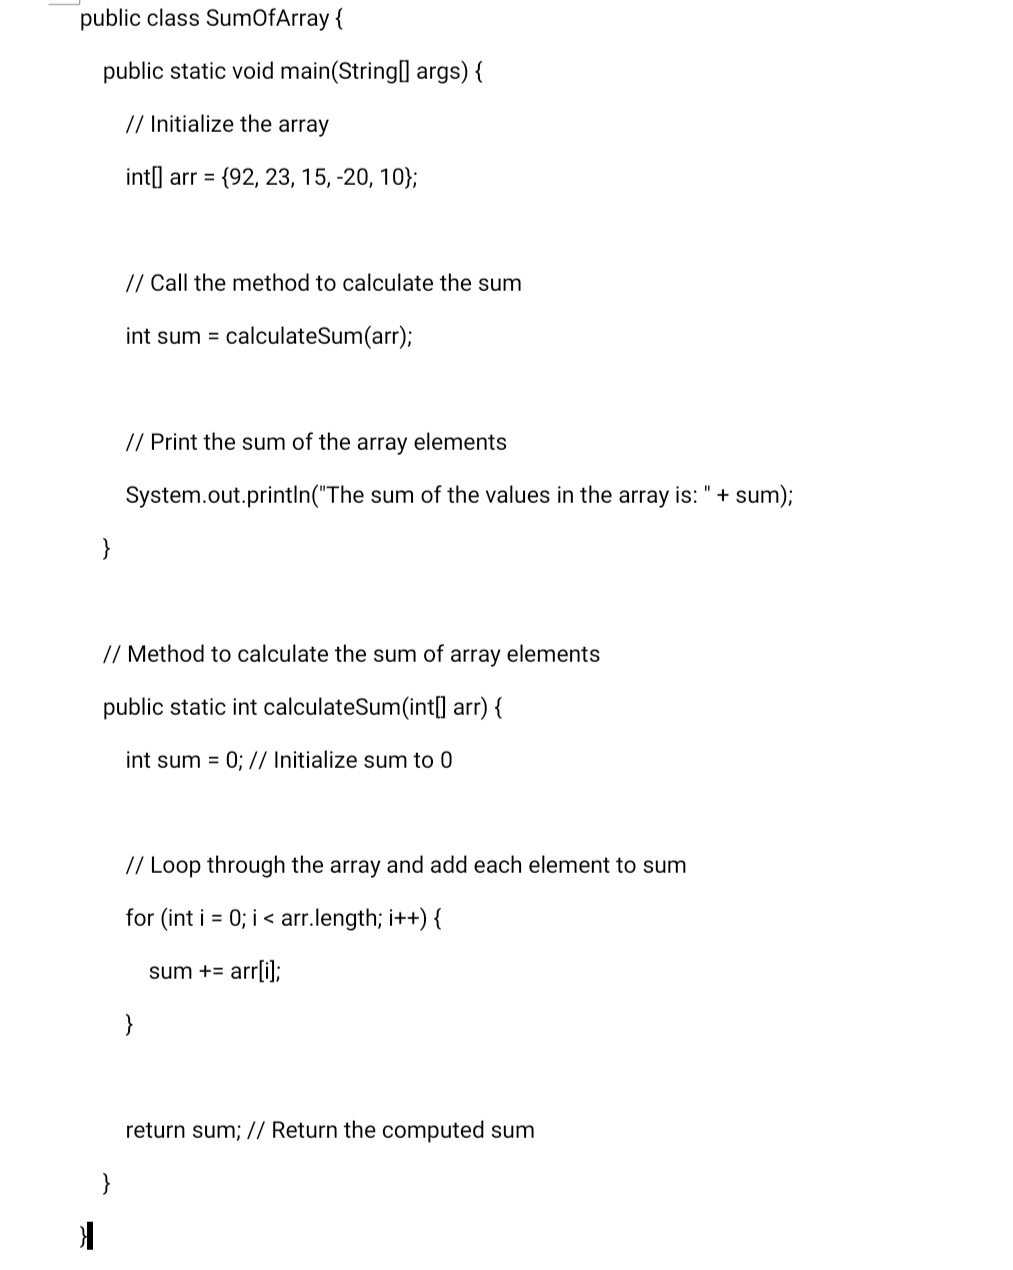 public class SumOfArray {
public static void main(String[] args) {
// Initialize the array
int[] arr = {92, 23, 15, -20, 10};
// Call the method to calculate the sum
int sum = calculateSum(arr);
// Print the sum of the array elements
System.out.println("The sum of the values in the array is: " + sum);
}
// Method to calculate the sum of array elements
public static int calculateSum(int[] arr) {
int sum = 0; // Initialize sum to 0
// Loop through the array and add each element to sum
for (int i = 0; i < arr.length; i++) {
sum += arr[i];
}
return sum; // Return the computed sum
}
}